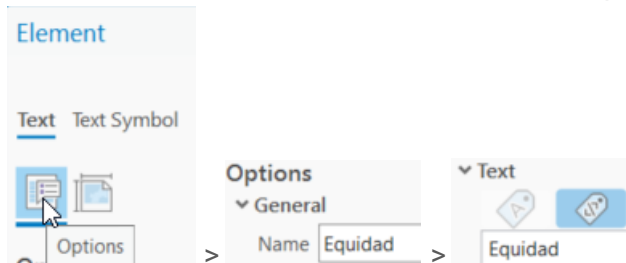 Element
Text Text Symbol
Options
>
Options
General
Name Equidad
>
Text
A
Equidad